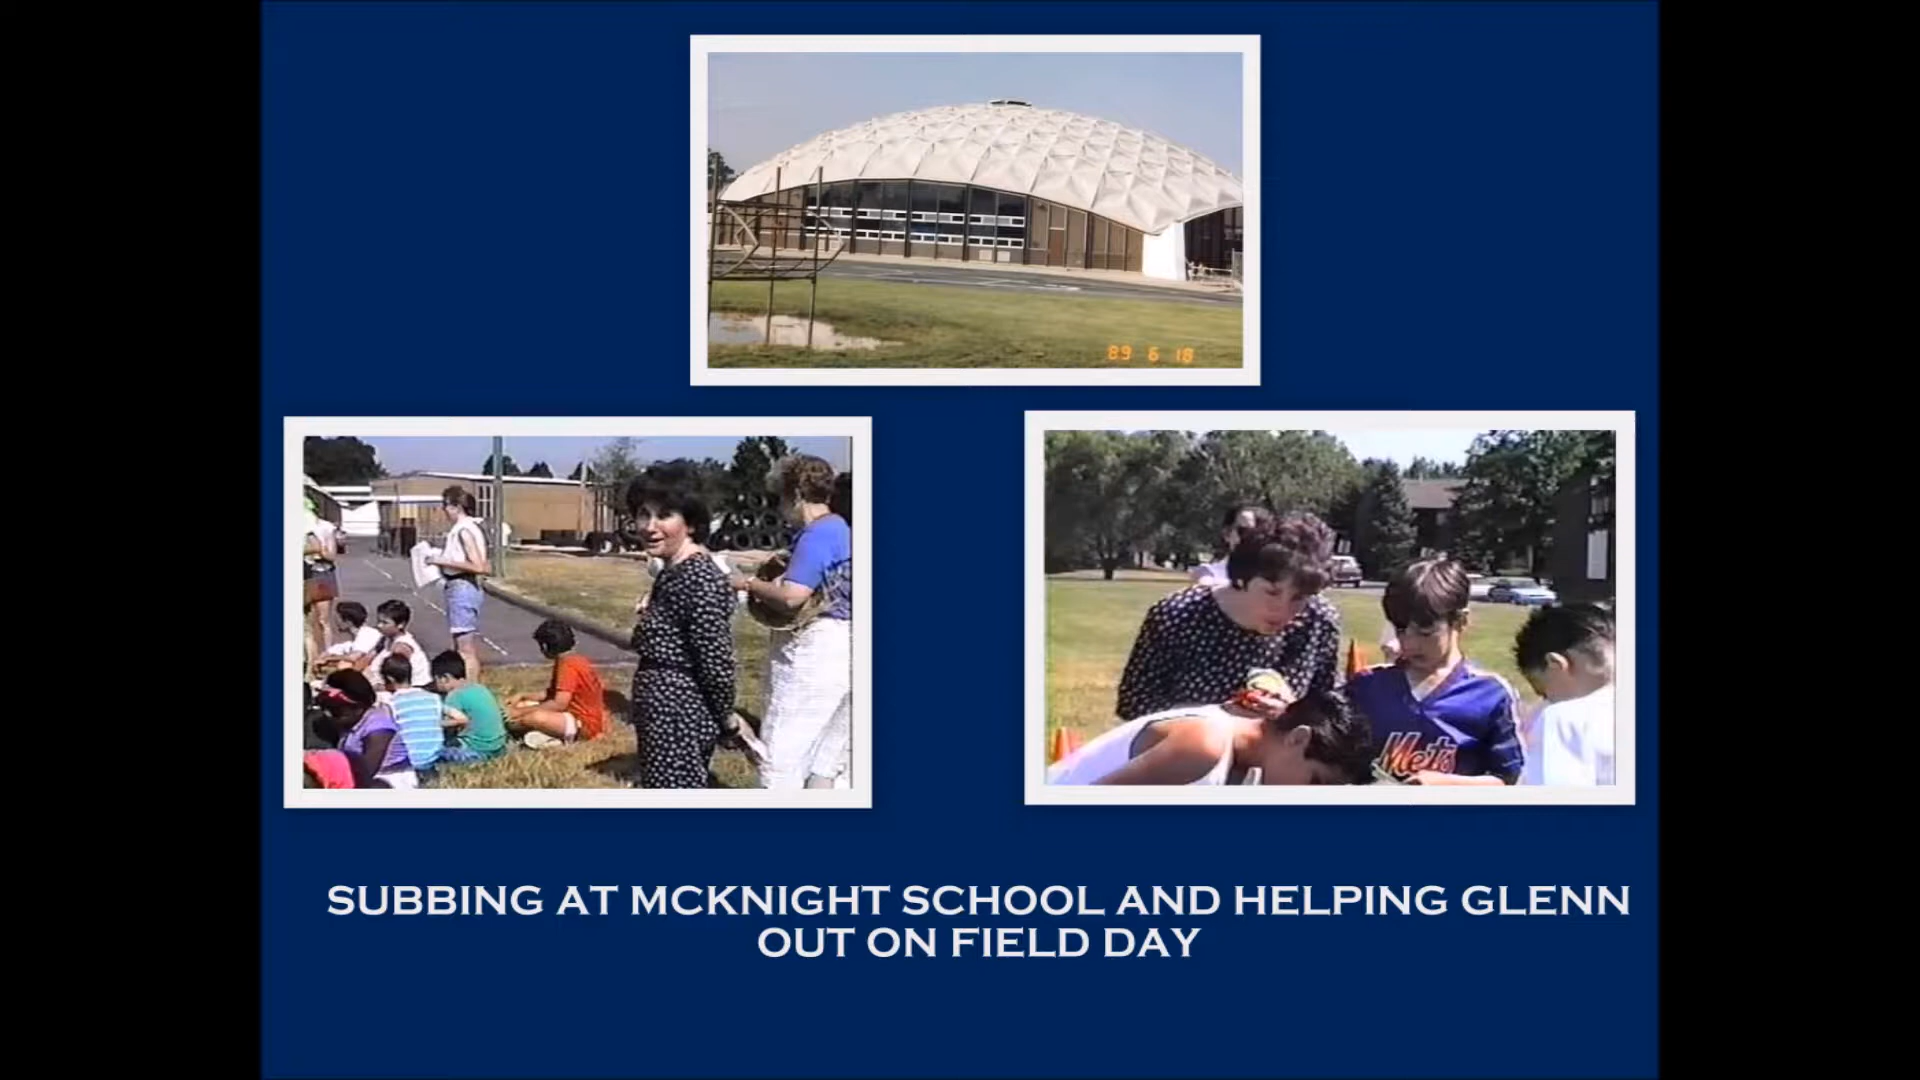 89 6 18
Mets
SUBBING AT MCKNIGHT SCHOOL AND HELPING GLENN
OUT ON FIELD DAY